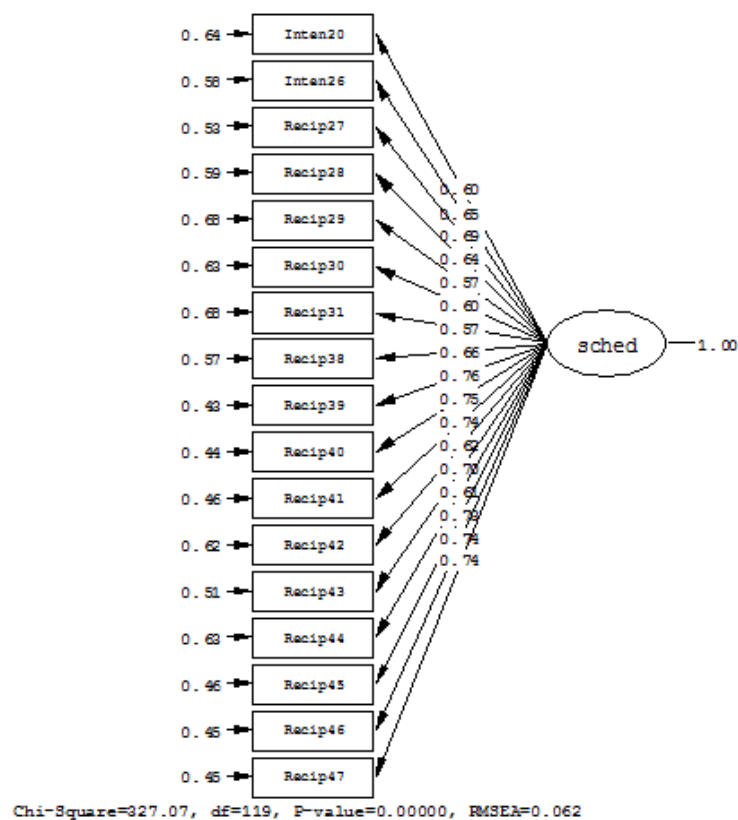 0.64 Inten20
0.58 Inten26
0.53 Recip27
0.59 Recip28
0.68 Recip29
0.63 Recip30
0.68 Recip31
0.57 Recip38
0.43 Recip39
0.44 Recip40
0.46 Recip41
0.62 Recip42
0.51 Recip43
0.63 Recip44
0.46 Recip45
0.45 Recip46
0.45 Recip47
0.60
0.65
0.69
0.64
0.57
0.60
0.57
0.66
0.76
0.75
0.74
0.62
0.70
0.61
0.73
0.74
0.74
sched
1.00
Chi-Square=327.07, df=119, P-value=0.00000, RMSEA=0.062